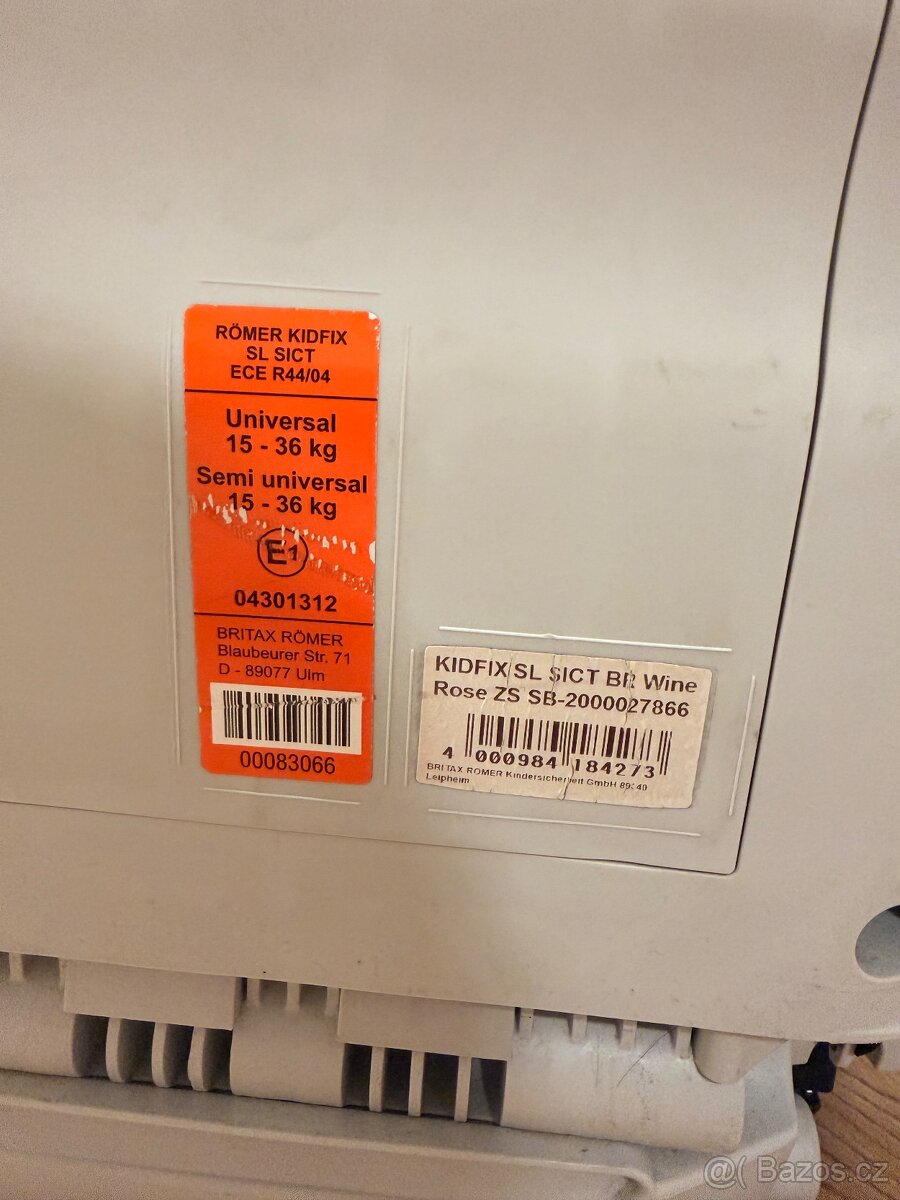 RÖMER KIDFIX
SL SICT
ECE R44/04
Universal
15 - 36 kg
Semi universal
15 - 36 kg
E1
04301312
BRITAX RÖMER
Blaubeurer Str. 71
D - 89077 Ulm
00083066
KIDFIX SL SICT BR Wine
Rose ZS SB-2000027866
4 000984 184273
BRITAX RÖMER Kindersicherheit GmbH
Leipheim
@( Bazos.cz